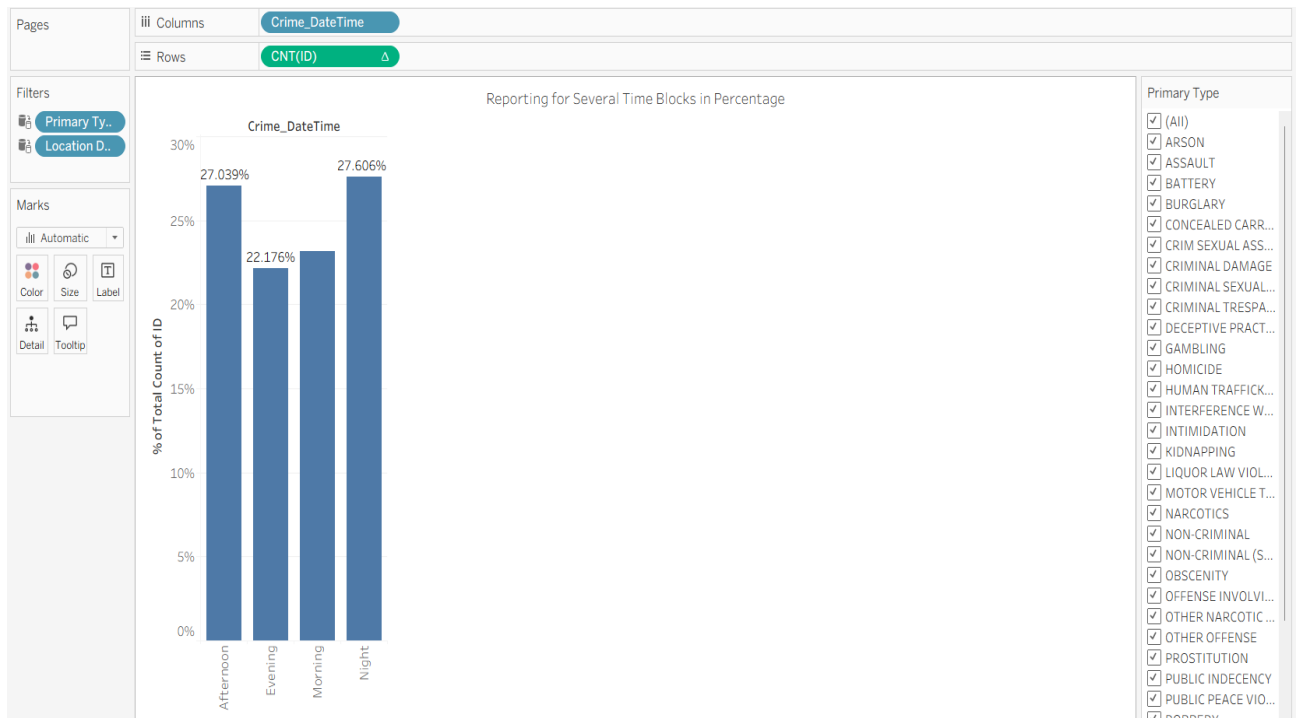 Pages
iii Columns
Crime_DateTime
Rows
CNT(ID) Δ
Filters
Primary Ty..
Location D..
Marks
Automatic
Color
Size
Label
Detail
Tooltip
Reporting for Several Time Blocks in Percentage
Crime_DateTime
% of Total Count of ID
30%
25%
20%
15%
10%
5%
0%
27.039%
22.176%
27.606%
Afternoon
Evening
Morning
Night
Primary Type
(All)
ARSON
ASSAULT
BATTERY
BURGLARY
CONCEALED CARR...
CRIM SEXUAL ASS...
CRIMINAL DAMAGE
CRIMINAL SEXUAL...
CRIMINAL TRESPA...
DECEPTIVE PRACT...
GAMBLING
HOMICIDE
HUMAN TRAFFICK...
INTERFERENCE W...
INTIMIDATION
KIDNAPPING
LIQUOR LAW VIOL...
MOTOR VEHICLE T...
NARCOTICS
NON-CRIMINAL
NON-CRIMINAL (S...
OBSCENITY
OFFENSE INVOLVI...
OTHER NARCOTIC ...
OTHER OFFENSE
PROSTITUTION
PUBLIC INDECENCY
PUBLIC PEACE VIO...